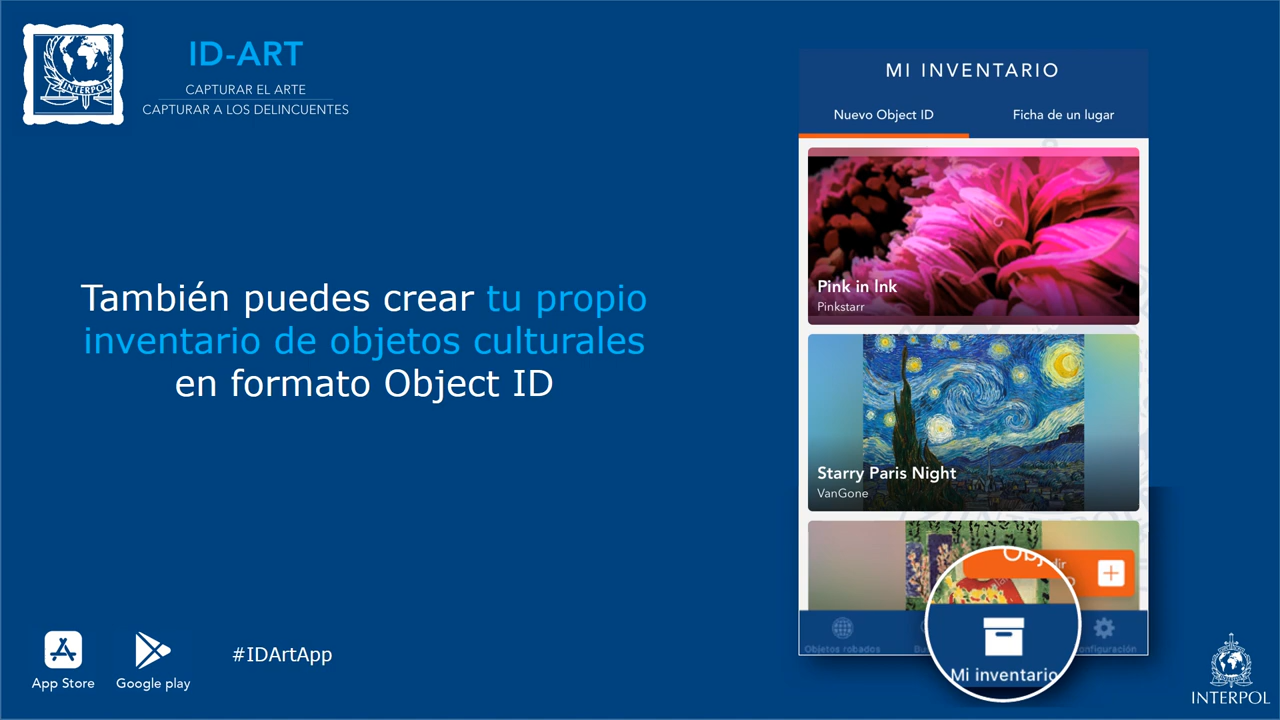 ID-ART
CAPTURAR EL ARTE
CAPTURAR A LOS DELINCUENTES
INTERPOL
También puedes crear tu propio
inventario de objetos culturales
en formato Object ID
MI INVENTARIO
Nuevo Object ID
Ficha de un lugar
Pink in Ink
Pinkstarr
Starry Paris Night
VanGone
Objetos robados
Mi inventario
App Store
Google play
#IDArtApp
INTERPOL